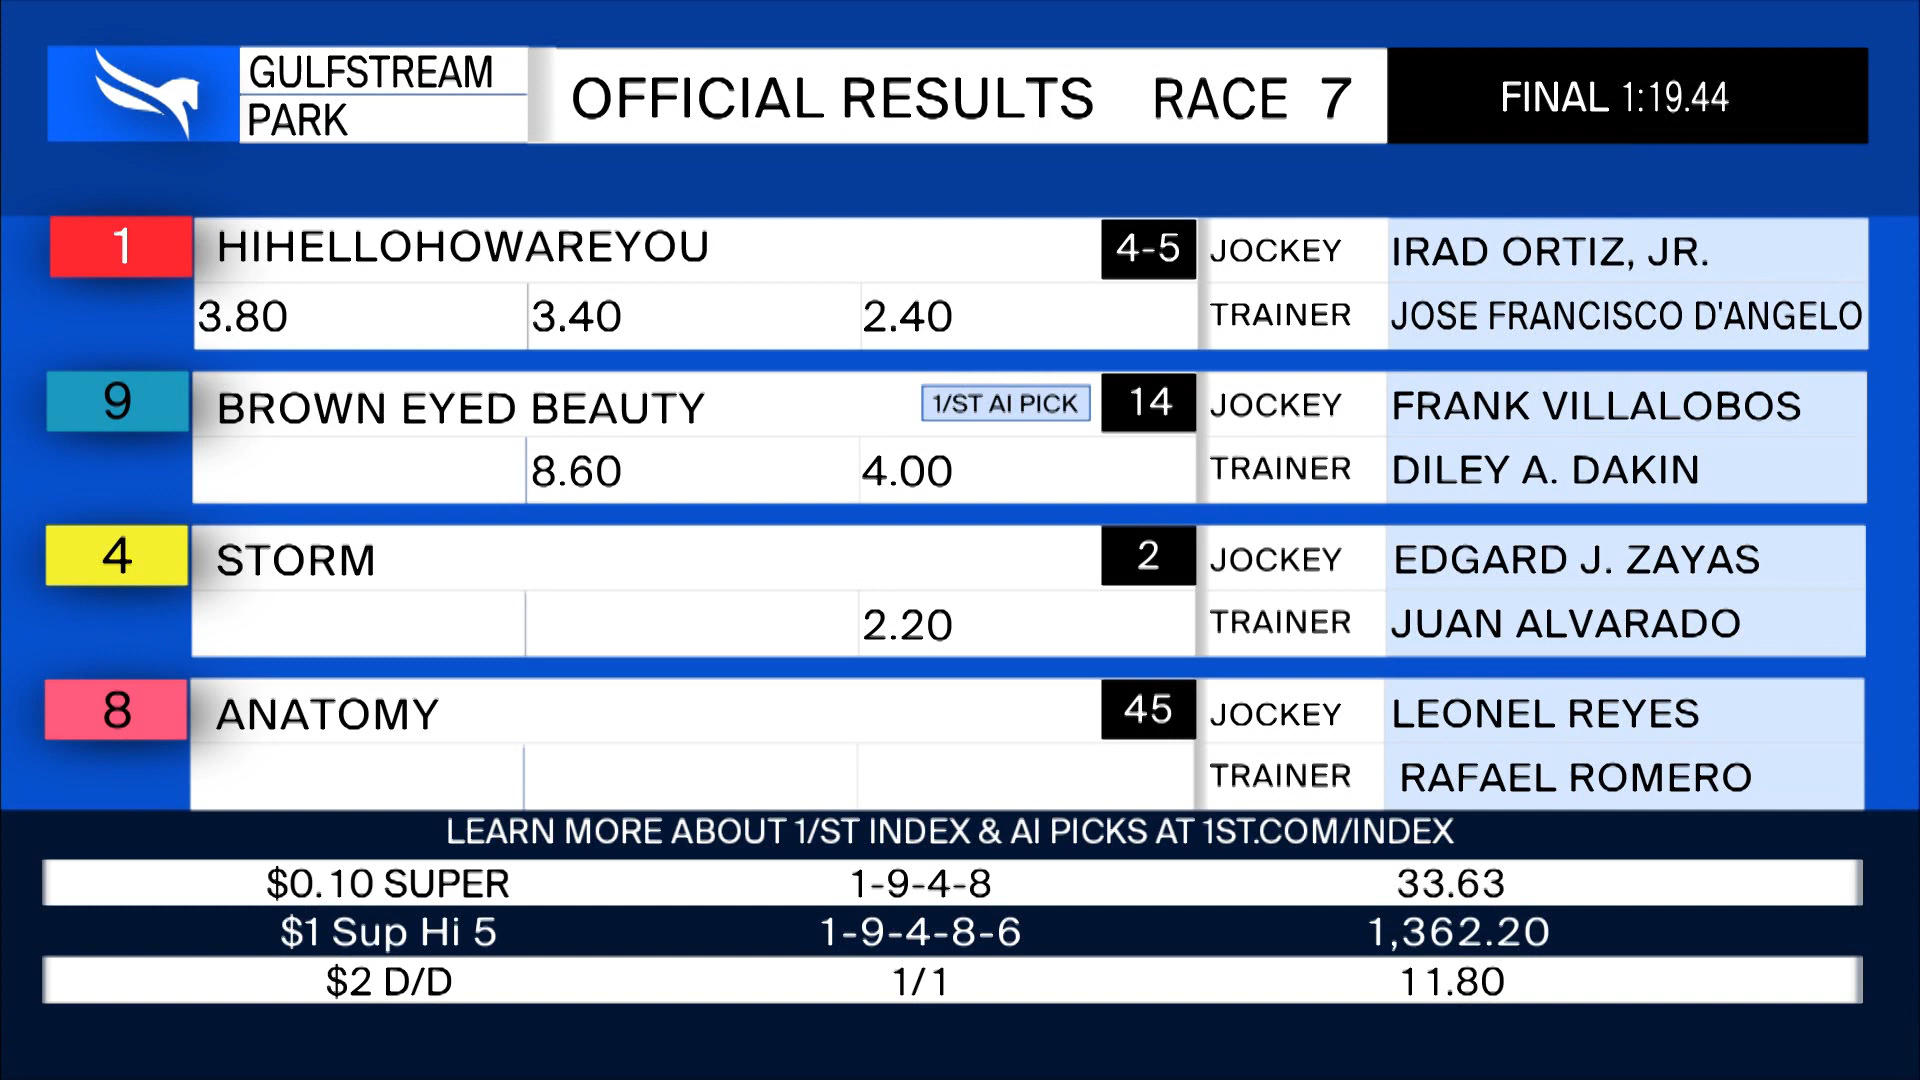 GULFSTREAM
PARK
OFFICIAL RESULTS RACE 7
FINAL 1:19.44
1 HIHELLOHOWAREYOU 4-5 JOCKEY IRAD ORTIZ, JR.
3.80 3.40 2.40 TRAINER JOSE FRANCISCO D'ANGELO
9 BROWN EYED BEAUTY 1/ST AI PICK 14 JOCKEY FRANK VILLALOBOS
8.60 4.00 TRAINER DILEY A. DAKIN
4 STORM 2 JOCKEY EDGARD J. ZAYAS
2.20 TRAINER JUAN ALVARADO
8 ANATOMY 45 JOCKEY LEONEL REYES
TRAINER RAFAEL ROMERO
LEARN MORE ABOUT 1/ST INDEX & AI PICKS AT 1ST.COM/INDEX
$0.10 SUPER 1-9-4-8 33.63
$1 Sup Hi 5 1-9-4-8-6 1,362.20
$2 D/D 1/1 11.80